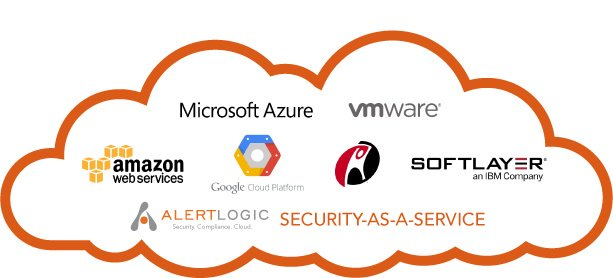 Microsoft Azure
vmware®
amazon
web services
Google Cloud Platform
SOFTLAYER®
an IBM Company
ALERTLOGIC
Security. Compliance. Cloud.
SECURITY-AS-A-SERVICE